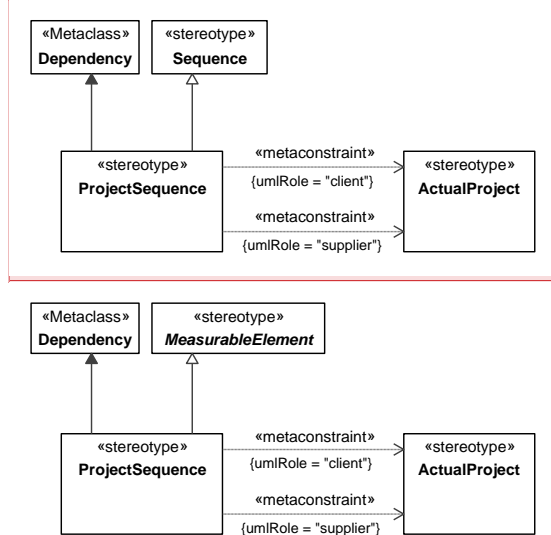 «Metaclass»
Dependency
«stereotype»
Sequence
«stereotype»
ProjectSequence
«metaconstraint»
{umlRole = "client"}
«metaconstraint»
{umlRole = "supplier"}
«stereotype»
ActualProject
«Metaclass»
Dependency
«stereotype»
MeasurableElement
«stereotype»
ProjectSequence
«metaconstraint»
{umlRole = "client"}
«metaconstraint»
{umlRole = "supplier"}
«stereotype»
ActualProject